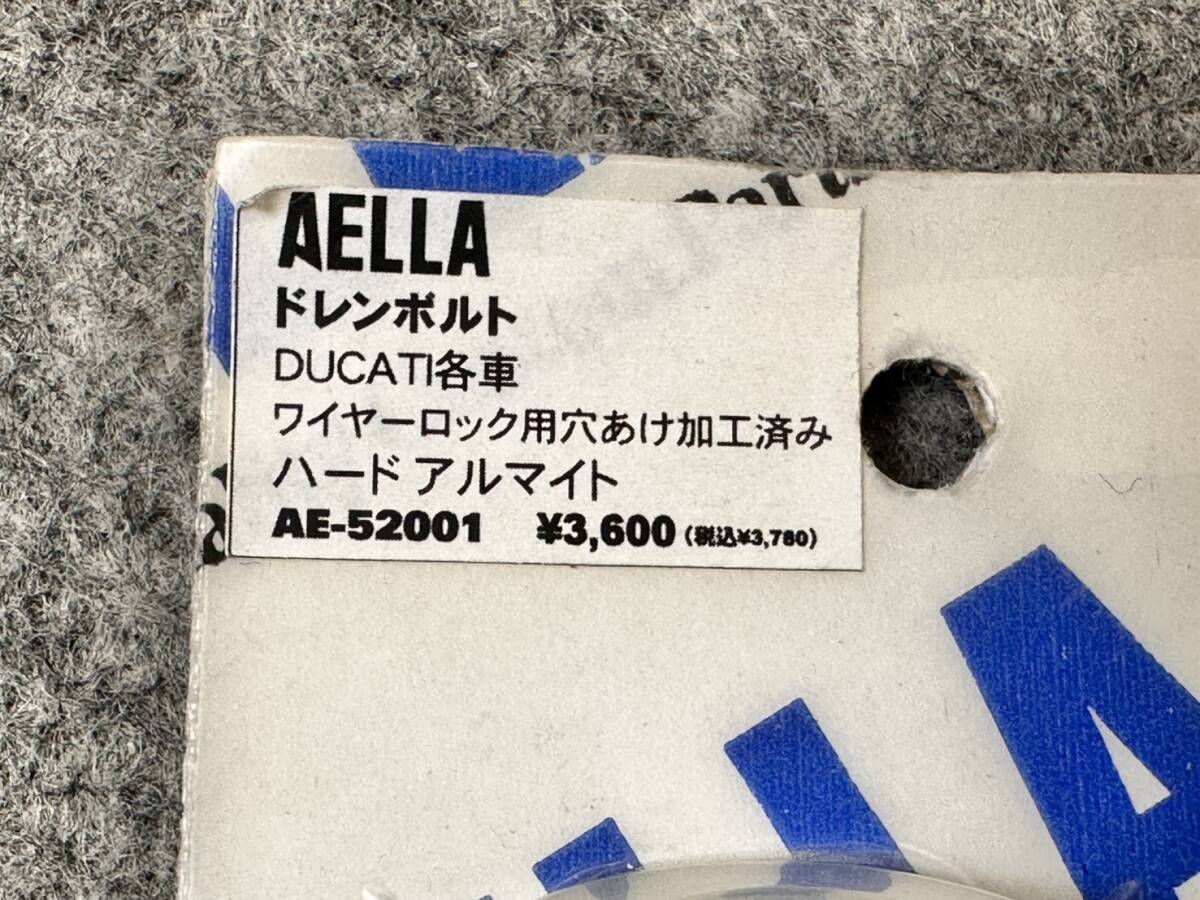 AELLA
ドレンボルト
DUCATI各車
ワイヤーロック用穴あけ加工済み
ハード アルマイト
AE-52001 ¥3,600 (税込¥3,780)